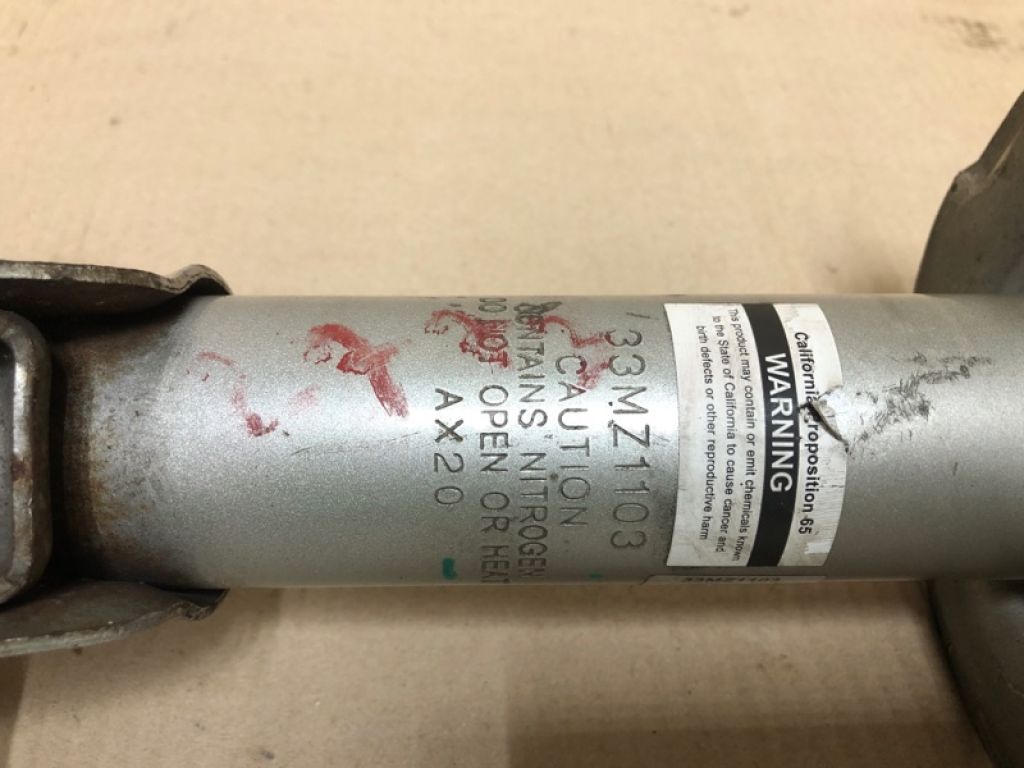 33MZ1103
CAUTION
CONTAINS NITROGEN
DO NOT OPEN OR HEAT
AX20
California Proposition 65
WARNING
This product may contain or emit chemicals known
to the State of California to cause cancer and
birth defects or other reproductive harm
33MZ1103